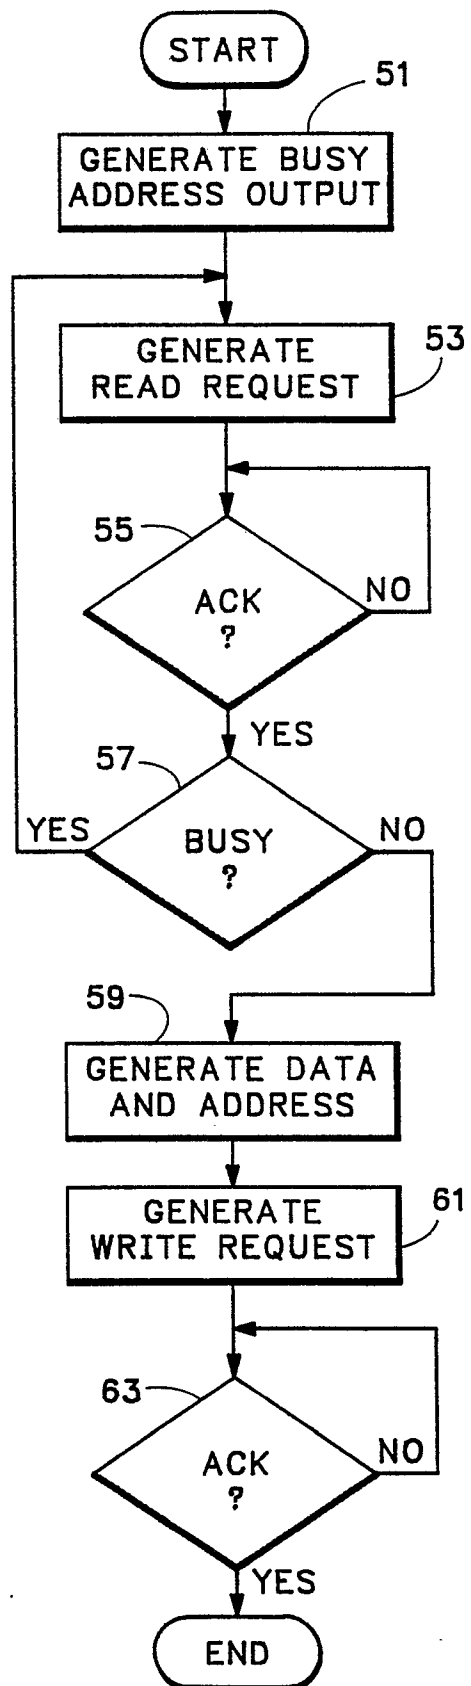 START
51
GENERATE BUSY
ADDRESS OUTPUT
GENERATE
READ REQUEST
53
55
ACK
?
NO
YES
57
YES
BUSY
?
NO
59
GENERATE DATA
AND ADDRESS
GENERATE
WRITE REQUEST
61
63
ACK
?
NO
YES
END